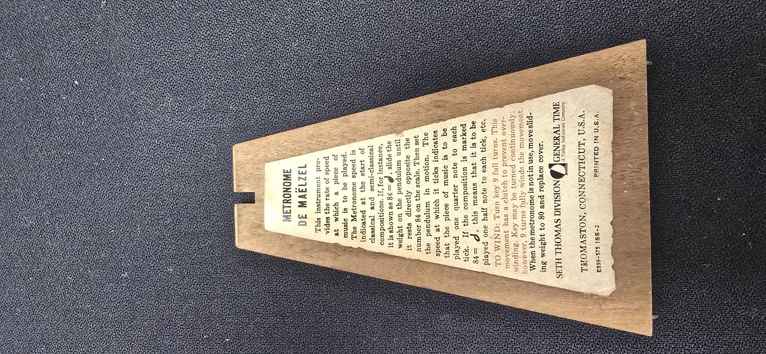 METRONOME
DE MAËLZEL
This instrument pro-
vides the rate of speed
at which a piece of
music is to be played.
The Metronome speed is
indicated at the start of
classical and semi-classical
compositions. If, for instance,
it is shown as 84 = ♩, slide the
weight on the pendulum until
it rests directly opposite the
number 84 on the scale. Then set
the pendulum in motion. The
speed at which it ticks indicates
that the piece of music is to be
played one quarter note to each
tick. If the composition is marked
84 = 𝅗𝅥, this means that it is to be
played one half note to each tick, etc.
TO WIND: Turn key 9 full turns. This
movement has a clutch to prevent over-
winding. Key may be turned continuously;
however, 9 turns fully winds the movement.
When the metronome is not in use, move slid-
ing weight to 80 and replace cover.
SETH THOMAS DIVISION GENERAL TIME
THOMASTON, CONNECTICUT, U.S.A.
PRINTED IN U.S.A.